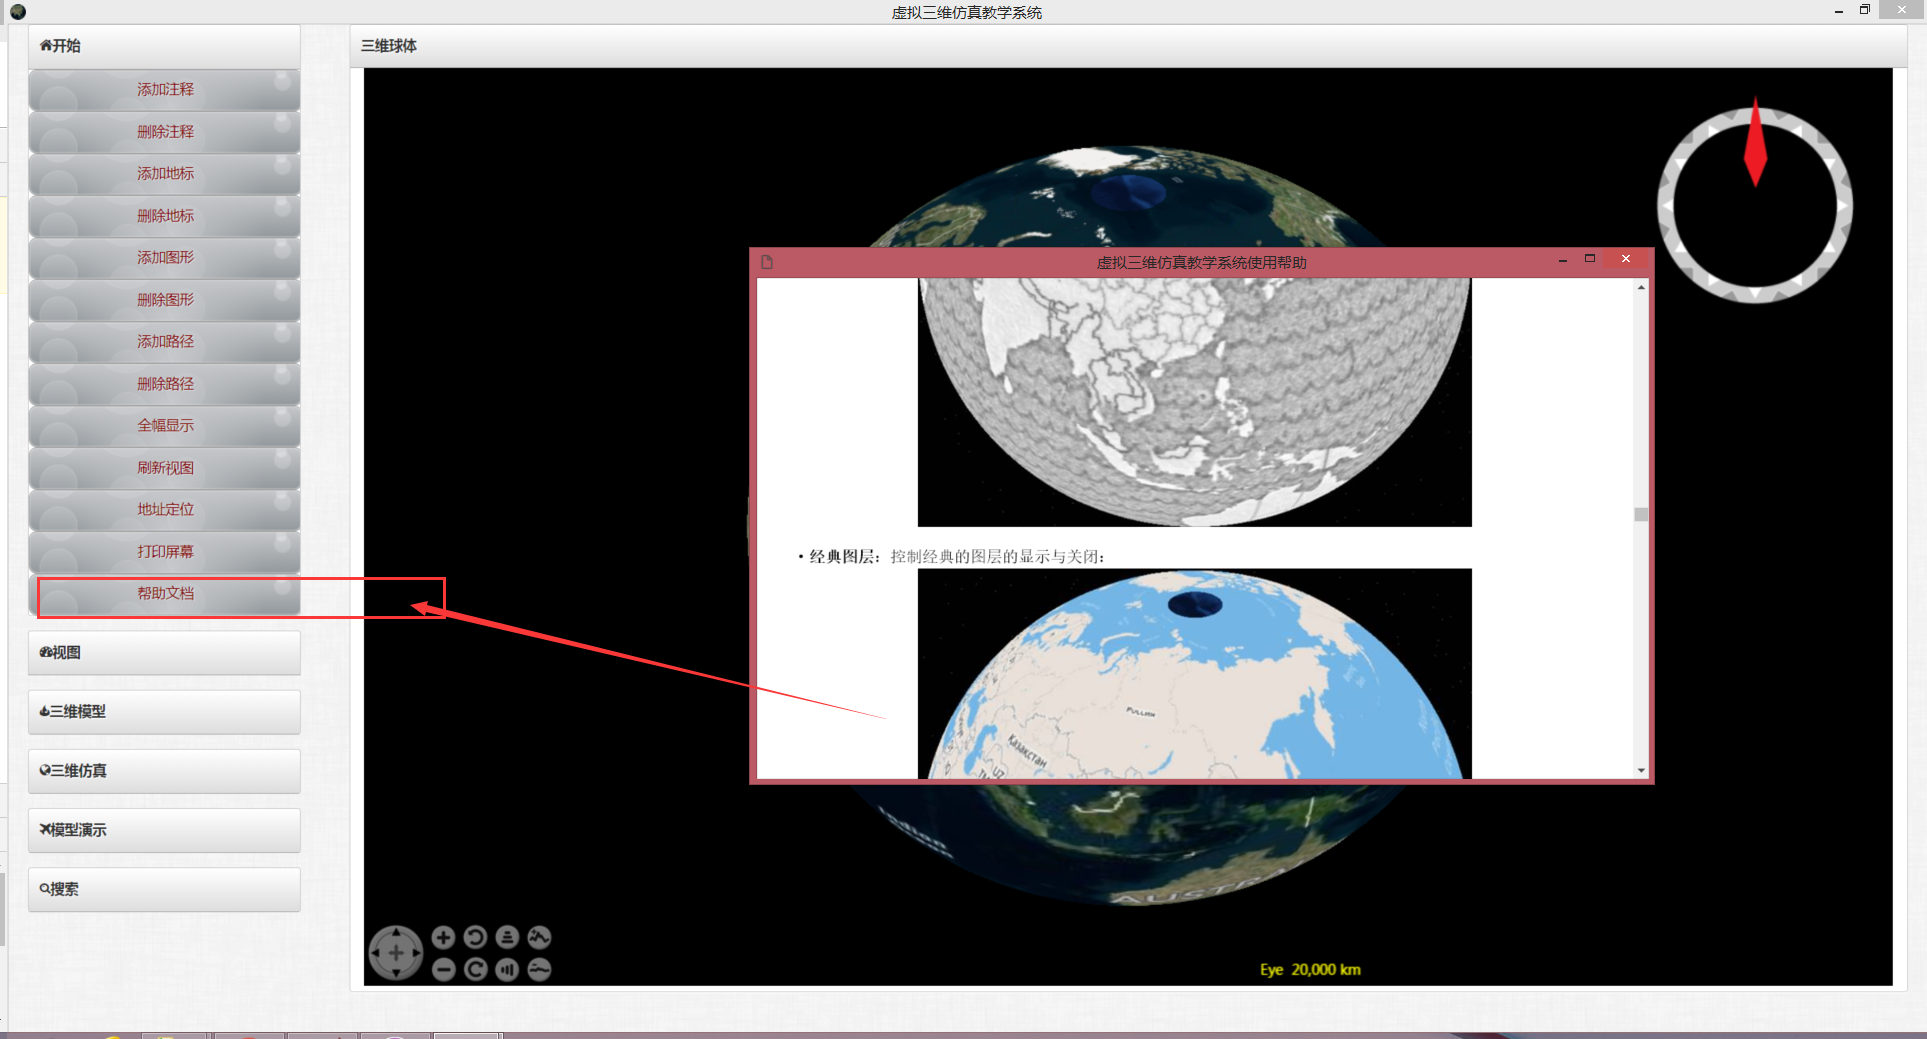 虚拟三维仿真教学系统
开始
添加注释
删除注释
添加地标
删除地标
添加图形
删除图形
添加路径
删除路径
全幅显示
刷新视图
地址定位
打印屏幕
帮助文档
视图
三维模型
三维仿真
模型演示
搜索
三维球体
虚拟三维仿真教学系统使用帮助
• 经典图层：控制经典的图层的显示与关闭:
Казакстан
UZ
Indian
AUSTRA
Eye 20,000 km